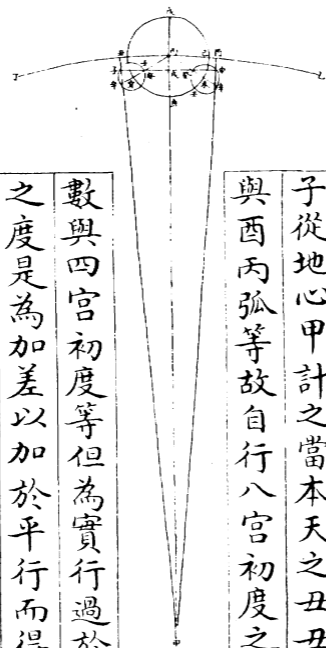 子從地心甲計之當本天之丑丑
與酉丙弧等故自行八宮初度之
數與四宮初度等但為實行過於
之度是為加差以加於平行而得